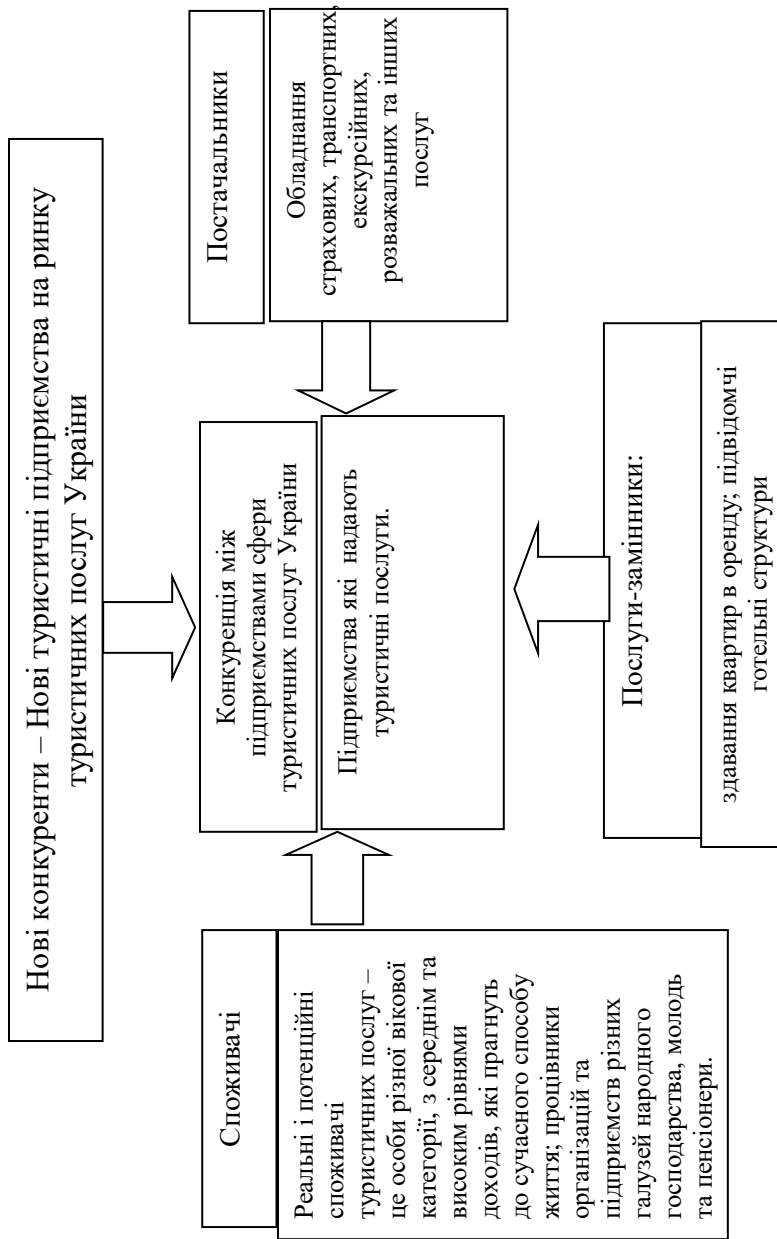 Нові конкуренти – Нові туристичні підприємства на ринку
туристичних послуг України
Споживачі
Реальні і потенційні
споживачі
туристичних послуг –
це особи різної вікової
категорії, з середнім та
високим рівнями
доходів, які прагнуть
до сучасного способу
життя; процівники
організацій та
підприємств різних
галузей народного
господарства, молодь
та пенсіонери.
Конкуренція між
підприємствами сфери
туристичних послуг України
Підприємства які надають
туристичні послуги.
Постачальники
Обладнання
страхових, транспортних,
екскурсійних,
розважальних та інших
послуг
Послуги-замінники:
здавання квартир в оренду; підвідомчі
готельні структури